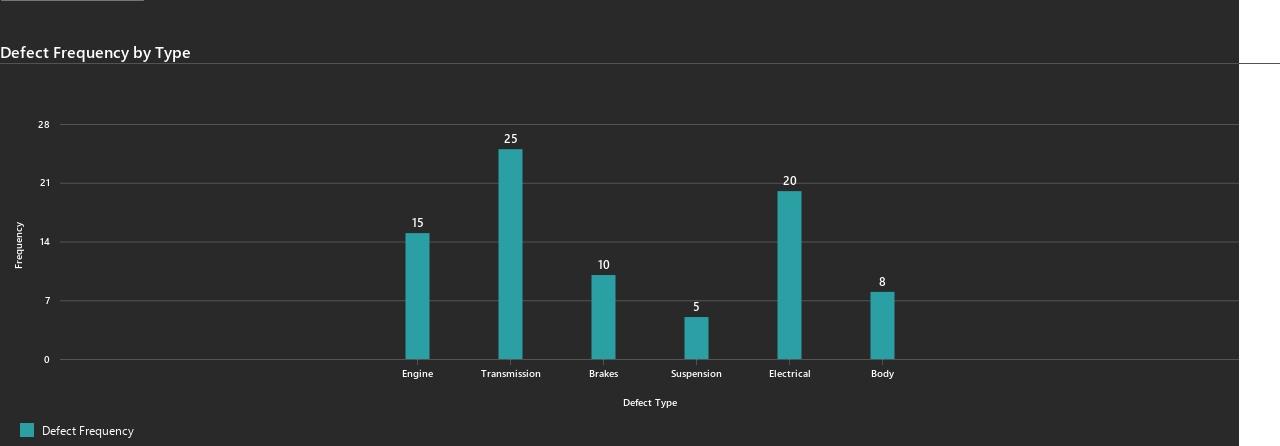 Defect Frequency by Type
28
25
21
20
15
14
10
8
7
5
0
Frequency
Engine Transmission Brakes Suspension Electrical Body
Defect Type
Defect Frequency